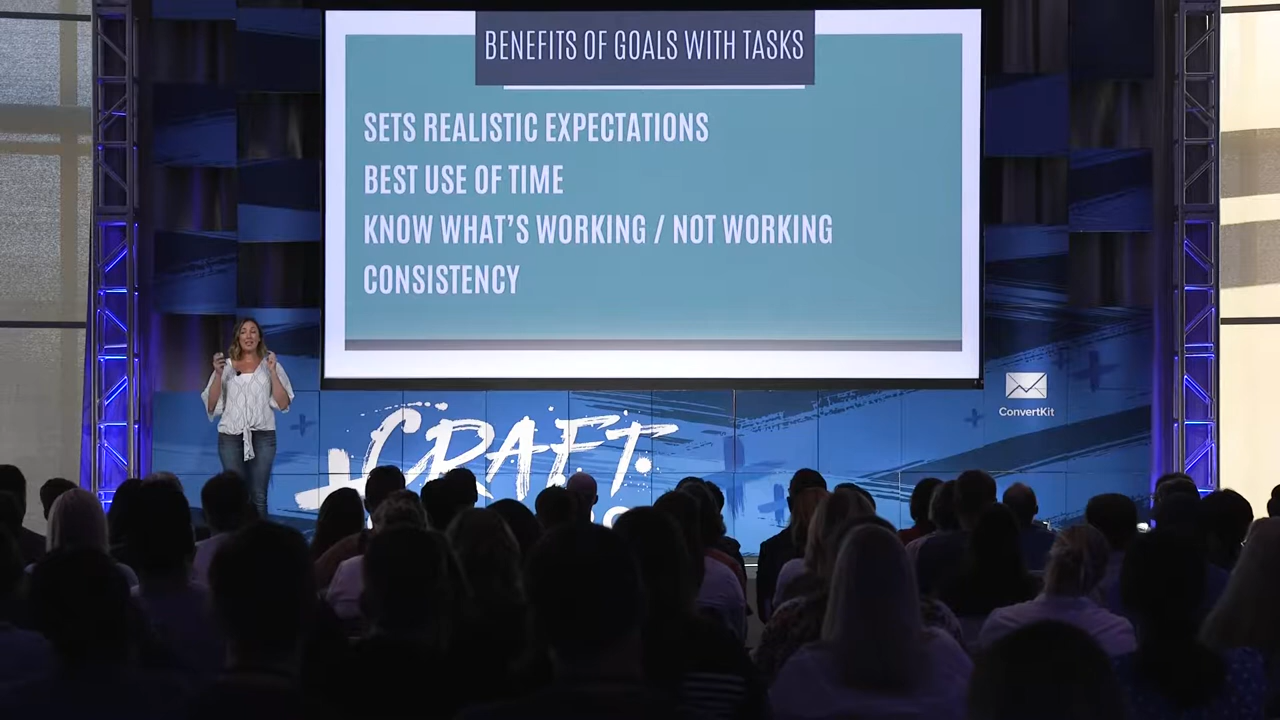 BENEFITS OF GOALS WITH TASKS
SETS REALISTIC EXPECTATIONS
BEST USE OF TIME
KNOW WHAT'S WORKING / NOT WORKING
CONSISTENCY
ConvertKit
CRAFT